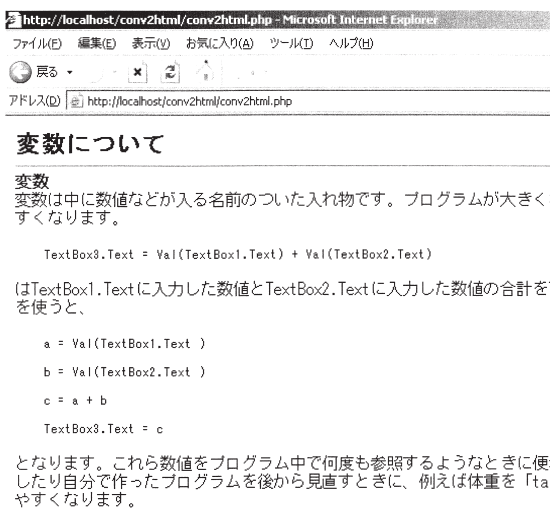 http://localhost/conv2html/conv2html.php - Microsoft Internet Explorer
ファイル(F) 編集(E) 表示(V) お気に入り(A) ツール(T) ヘルプ(H)
戻る
アドレス(D) http://localhost/conv2html/conv2html.php
変数について
変数
変数は中に数値などが入る名前のついた入れ物です。プログラムが大きく
すくなります。
TextBox3.Text = Val(TextBox1.Text) + Val(TextBox2.Text)
はTextBox1.Textに入力した数値とTextBox2.Textに入力した数値の合計を
を使うと、
a = Val(TextBox1.Text )
b = Val(TextBox2.Text )
c = a + b
TextBox3.Text = c
となります。これら数値をプログラム中で何度も参照するようなときに便
したり自分で作ったプログラムを後から見直すときに、例えば体重を「ta
やすくなります。